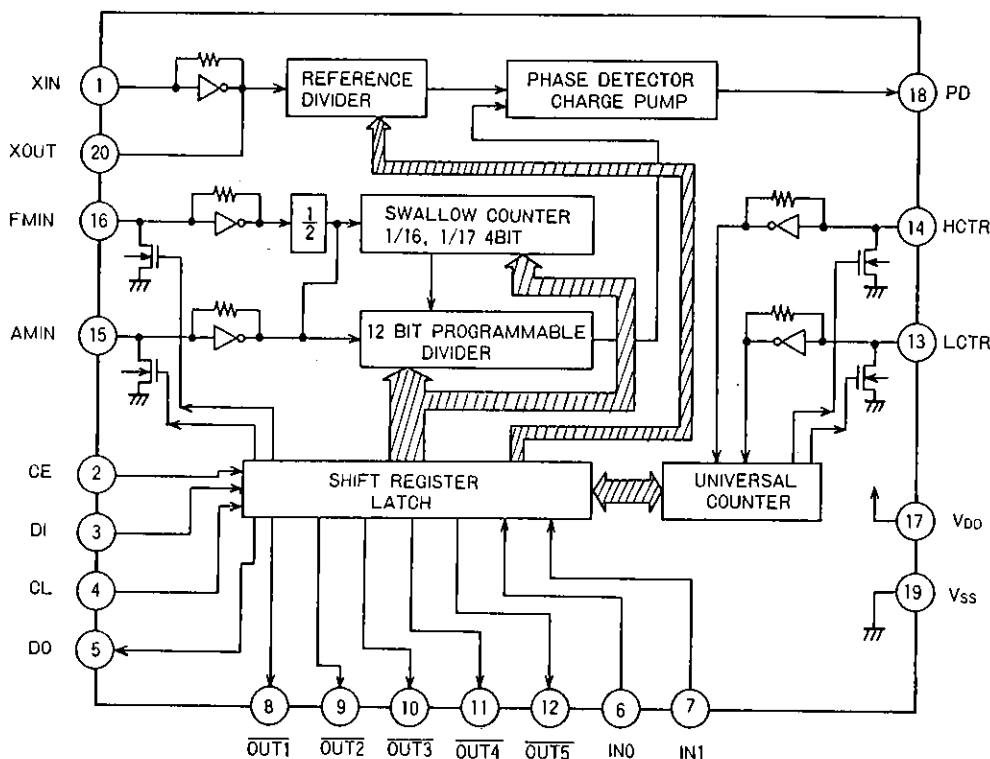 XIN
1
REFERENCE
DIVIDER
PHASE DETECTOR
CHARGE PUMP
18
PD
XOUT
20
FMIN
16
1
2
SWALLOW COUNTER
1/16, 1/17 4BIT
14
HCTR
AMIN
15
12 BIT PROGRAMMABLE
DIVIDER
13
LCTR
CE
2
SHIFT REGISTER
LATCH
UNIVERSAL
COUNTER
DI
3
17
VDD
CL
4
19
VSS
DO
5
8
9
10
11
12
6
7
OUT1
OUT2
OUT3
OUT4
OUT5
IN0
IN1